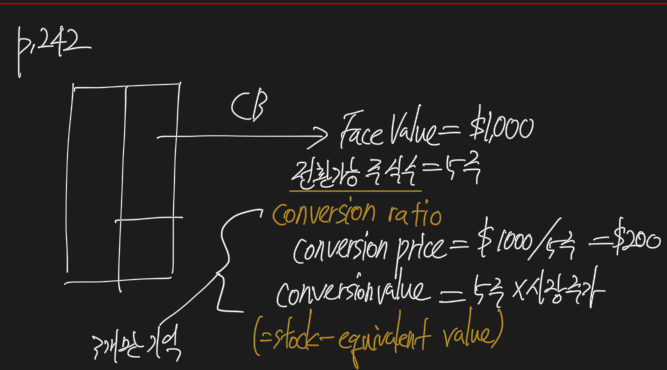 p.242
CB
Face Value = $1,000
전환가능 주식수 = 5주
conversion ratio
conversion price = $1000/5주 = $200
conversion value = 5주 × 시장주가
(=stock-equivalent value)
3개만 기억